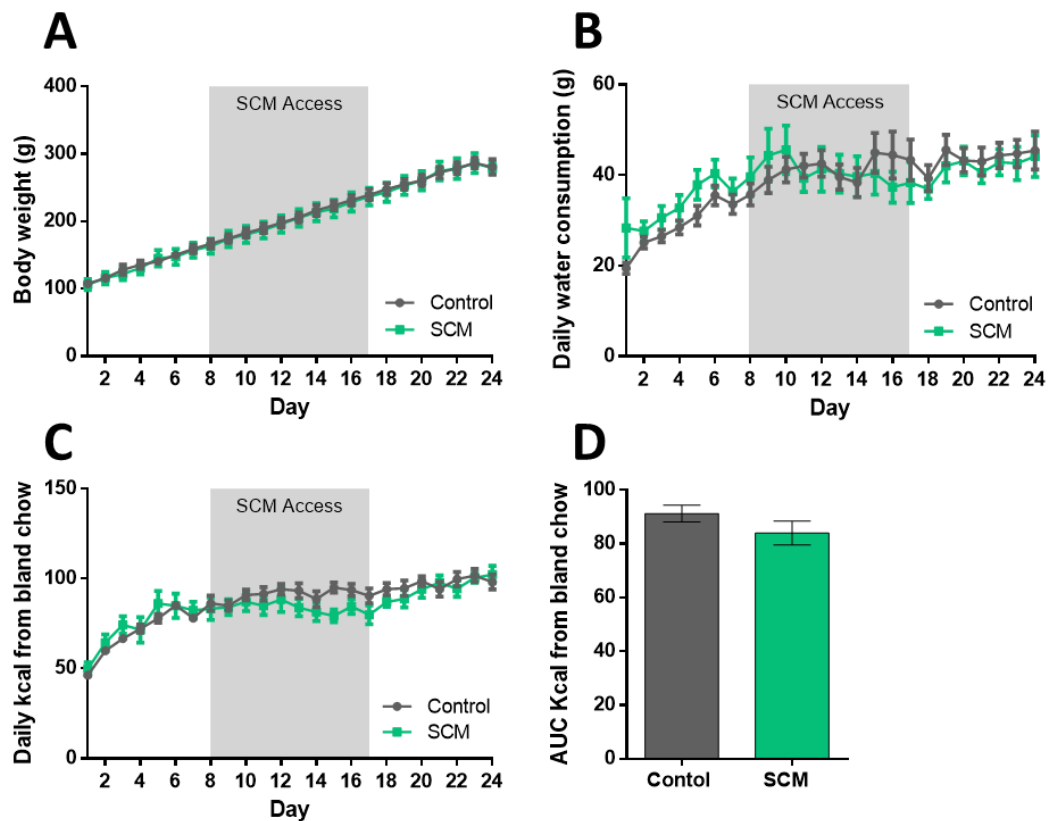 A
Body weight (g)
400
300
200
100
0
SCM Access
Control
SCM
2 4 6 8 10 12 14 16 18 20 22 24
Day
B
Daily water consumption (g)
60
40
20
0
SCM Access
Control
SCM
2 4 6 8 10 12 14 16 18 20 22 24
Day
C
Daily kcal from bland chow
150
100
50
0
SCM Access
Control
SCM
2 4 6 8 10 12 14 16 18 20 22 24
Day
D
AUC Kcal from bland chow
100
80
60
40
20
0
Contol SCM